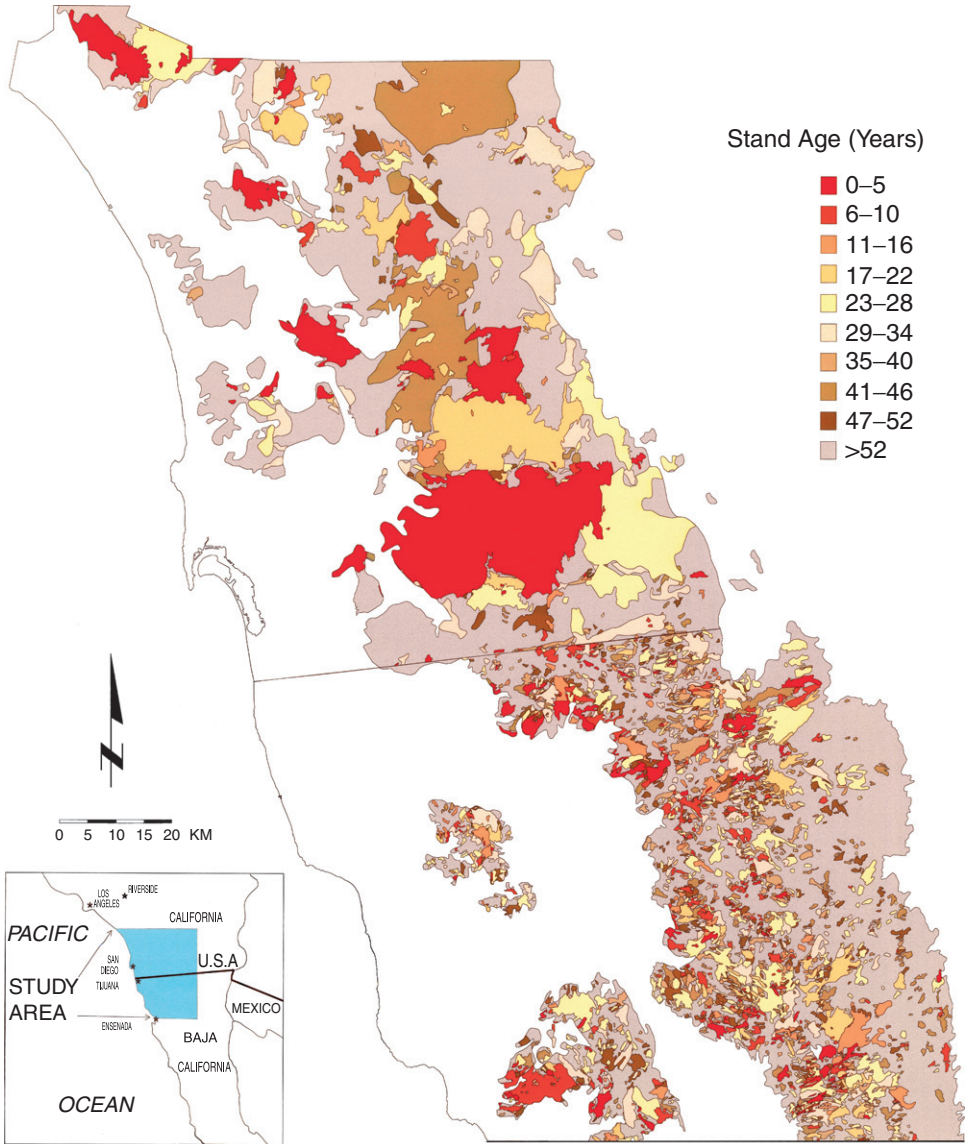 Stand Age (Years)
0–5
6–10
11–16
17–22
23–28
29–34
35–40
41–46
47–52
>52
0 5 10 15 20 KM
LOS
ANGELES
RIVERSIDE
CALIFORNIA
PACIFIC
SAN
DIEGO
U.S.A
STUDY
AREA
TIJUANA
MEXICO
ENSENADA
BAJA
CALIFORNIA
OCEAN